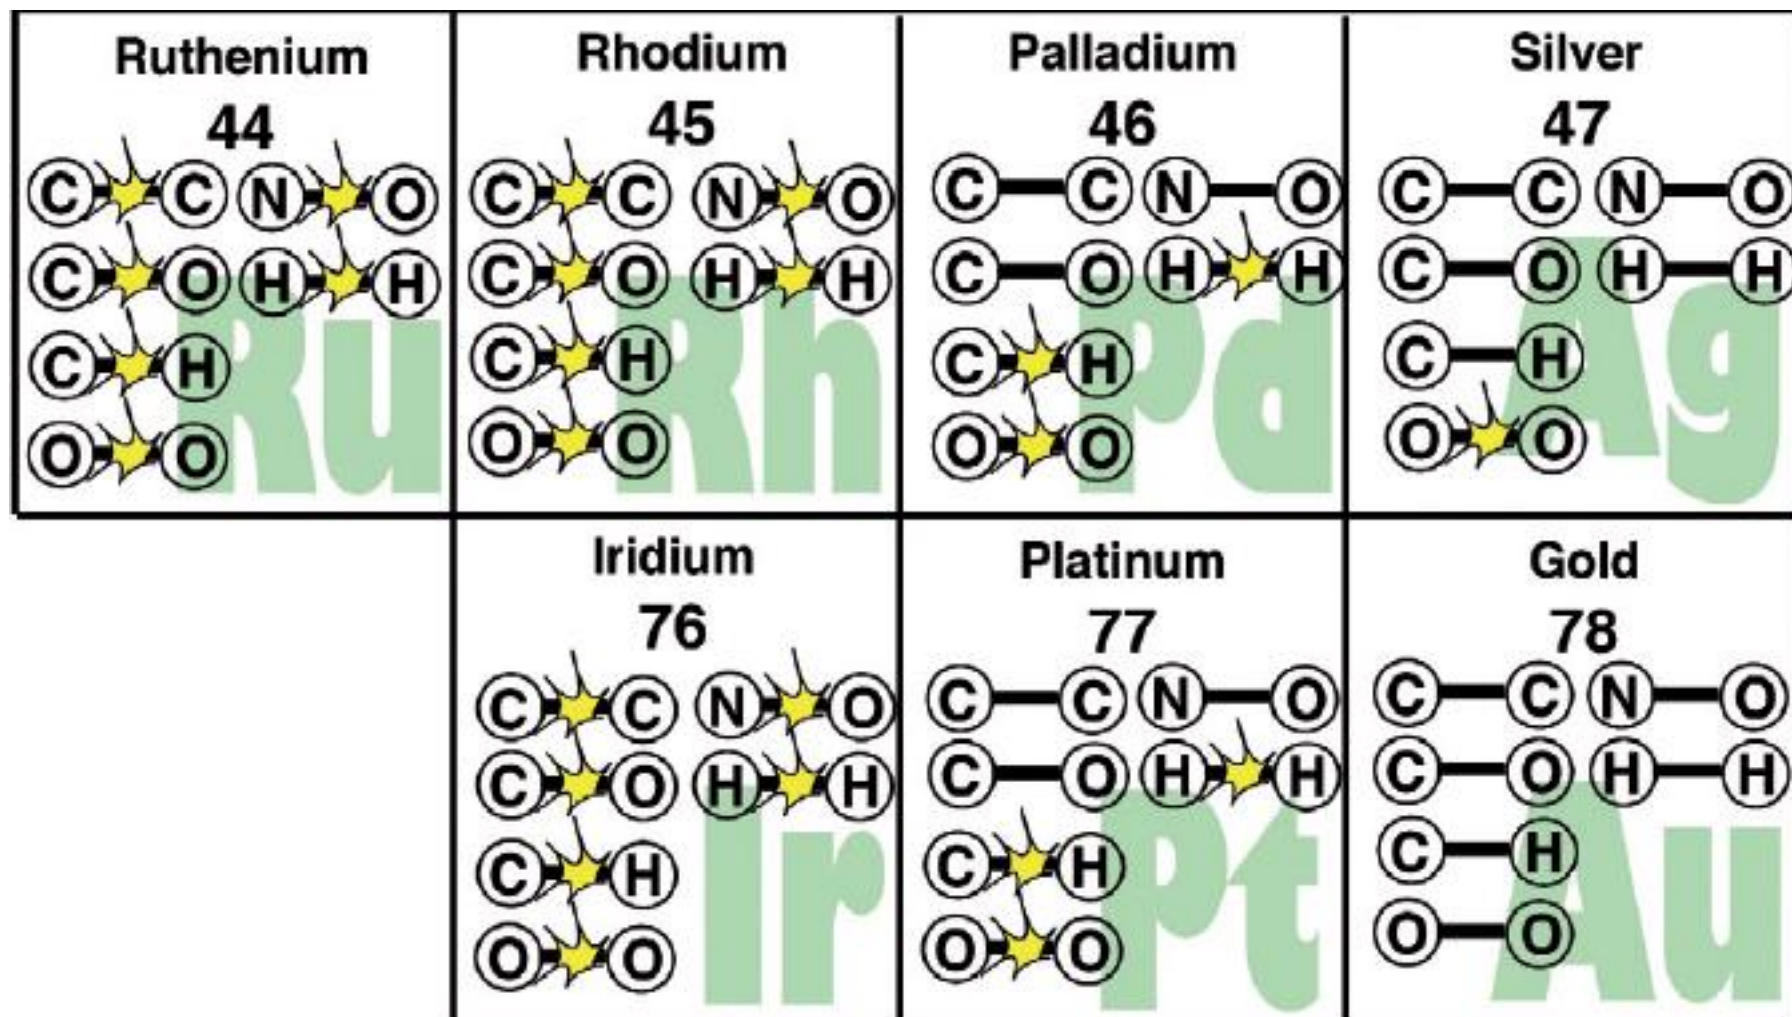 Ruthenium
44
C C N O
C O H H
C H
O O
Ru
Rhodium
45
C C N O
C O H H
C H
O O
Rh
Palladium
46
C C N O
C O H H
C H
O O
Pd
Silver
47
C C N O
C O H H
C H
O O
Ag
Iridium
76
C C N O
C O H H
C H
O O
Ir
Platinum
77
C C N O
C O H H
C H
O O
Pt
Gold
78
C C N O
C O H H
C H
O O
Au